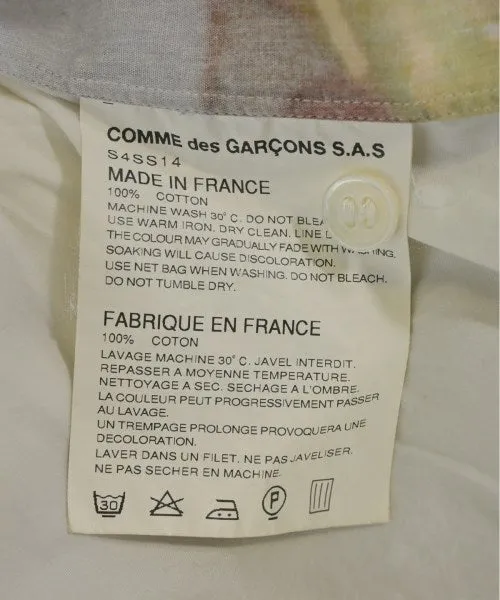 COMME des GARÇONS S.A.S
S4SS14
MADE IN FRANCE
100% COTTON
MACHINE WASH 30° C. DO NOT
USE WARM IRON. DRY CLEAN. LINE
THE COLOUR MAY GRADUALLY FADE WITH WASHING.
SOAKING WILL CAUSE DISCOLORATION.
USE NET BAG WHEN WASHING. DO NOT BLEACH.
DO NOT TUMBLE DRY.
FABRIQUE EN FRANCE
100% COTON
LAVAGE MACHINE 30° C. JAVEL INTERDIT.
REPASSER A MOYENNE TEMPERATURE.
NETTOYAGE A SEC. SECHAGE A L'OMBRE.
LA COULEUR PEUT PROGRESSIVEMENT PASSER
AU LAVAGE.
UN TREMPAGE PROLONGE PROVOQUERA UNE
DECOLORATION.
LAVER DANS UN FILET. NE PAS JAVELISER.
NE PAS SECHER EN MACHINE.
30 P